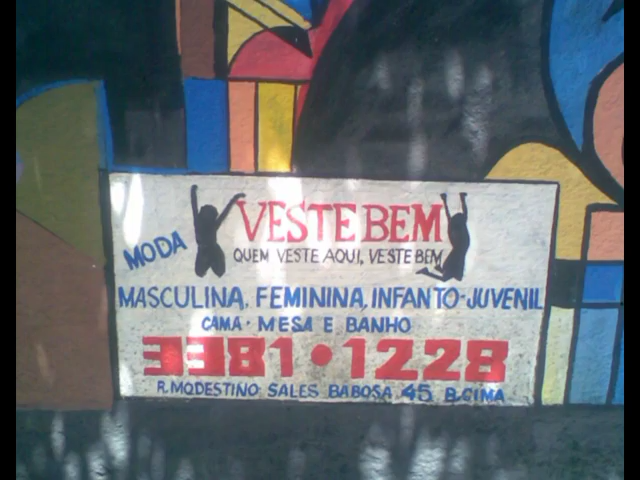 VESTE BEM
MODA
QUEM VESTE AQUI, VESTE BEM
MASCULINA, FEMININA, INFANTO-JUVENIL
CAMA · MESA E BANHO
3381 · 1228
R. MODESTINO SALES BABOSA 45 B. CIMA